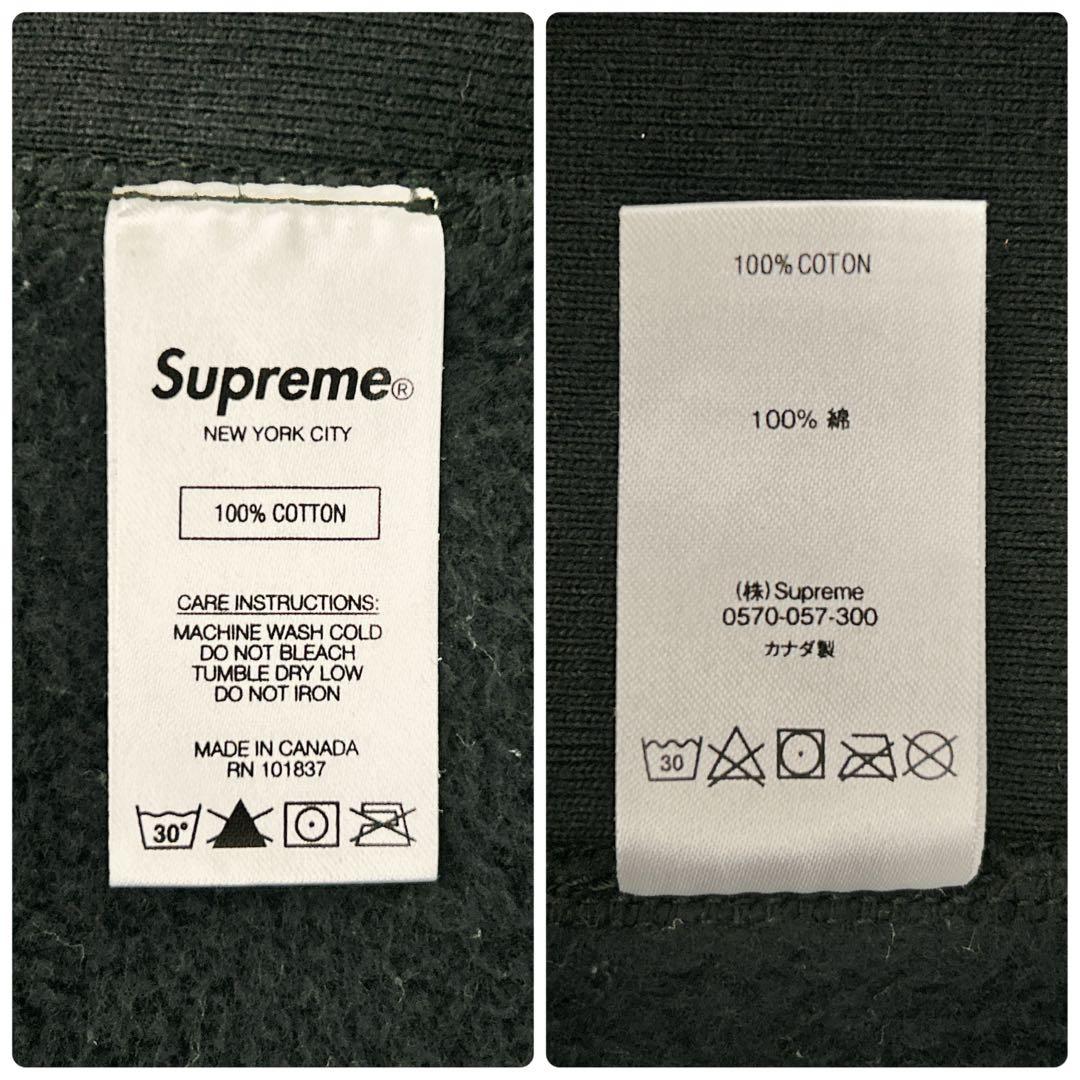 Supreme®
NEW YORK CITY
100% COTTON
CARE INSTRUCTIONS:
MACHINE WASH COLD
DO NOT BLEACH
TUMBLE DRY LOW
DO NOT IRON
MADE IN CANADA
RN 101837
30°
100% COTON
100% 綿
(株) Supreme
0570-057-300
カナダ製
30